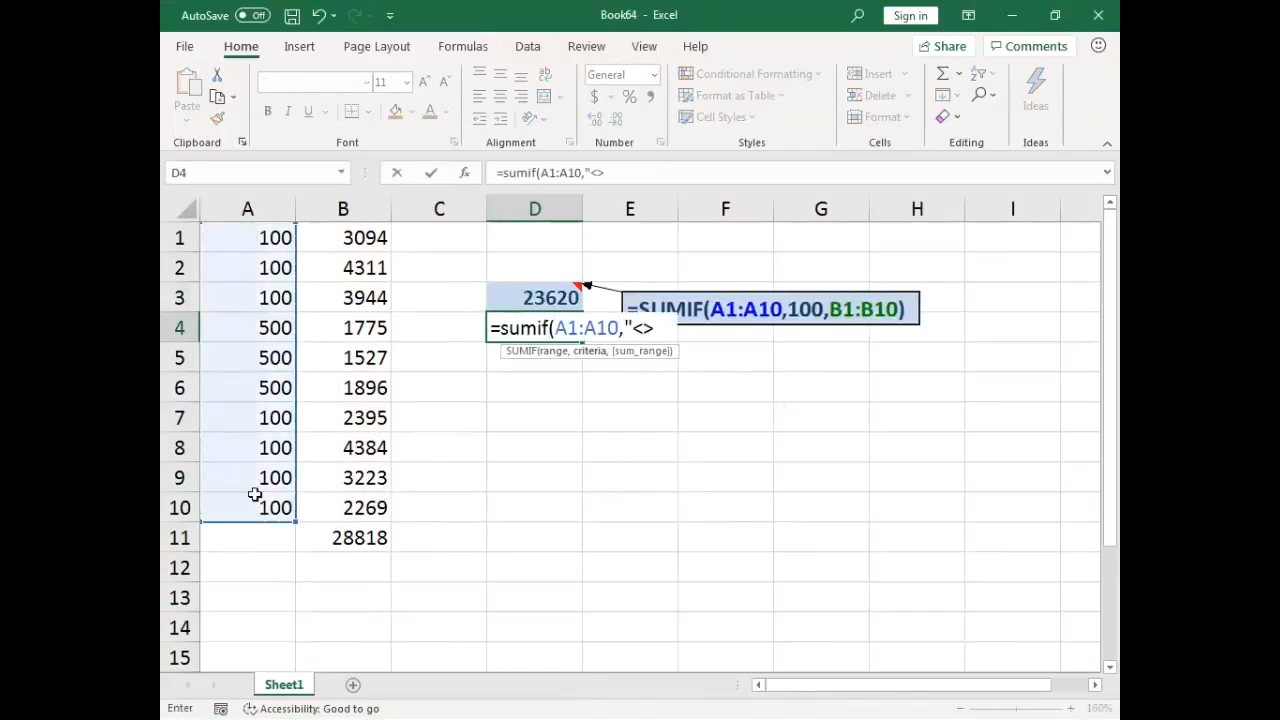 AutoSave Off Book64 - Excel Sign in
File Home Insert Table Page Layout Formulas Data Review View Help Share Comments
Paste 11 General Conditional Formatting Insert Ideas
B I U $ % Format as Table Delete
Cell Styles Format
Clipboard Font Alignment Number Styles Cells Editing Ideas
D4 fx =sumif(A1:A10,"<>
A B C D E F G H I
1 100 3094
2 100 4311
3 100 3944 23620 =SUMIF(A1:A10,100,B1:B10)
4 500 1775 =sumif(A1:A10,"<>
5 500 1527 SUMIF(range, criteria, [sum_range])
6 500 1896
7 100 2395
8 100 4384
9 100 3223
10 100 2269
11 28818
12
13
14
15
Sheet1
Enter Accessibility: Good to go 160%